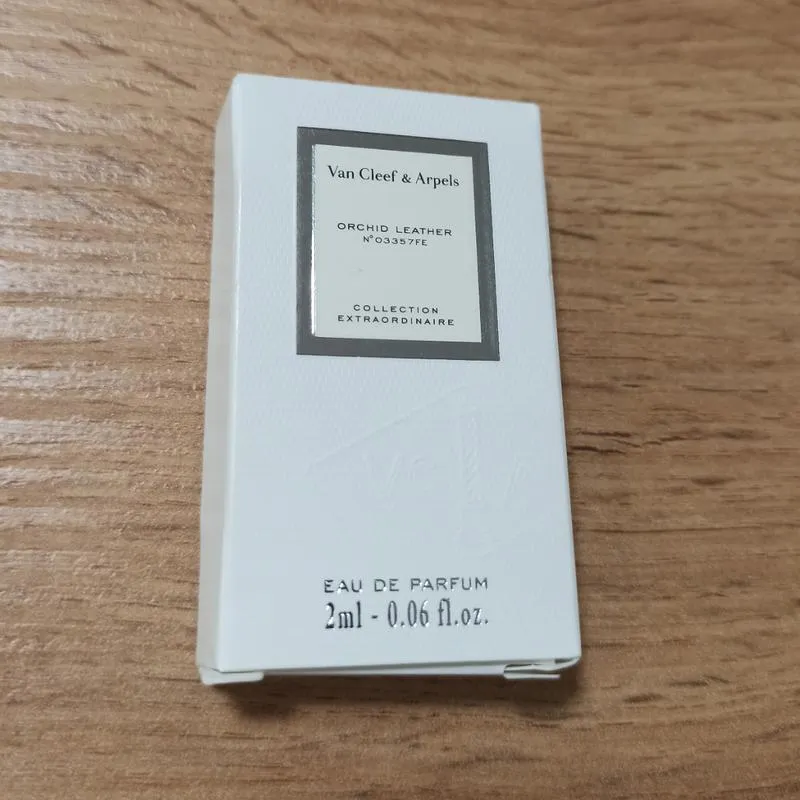 Van Cleef & Arpels
ORCHID LEATHER
N°03357FE
COLLECTION
EXTRAORDINAIRE
EAU DE PARFUM
2ml - 0.06 fl.oz.